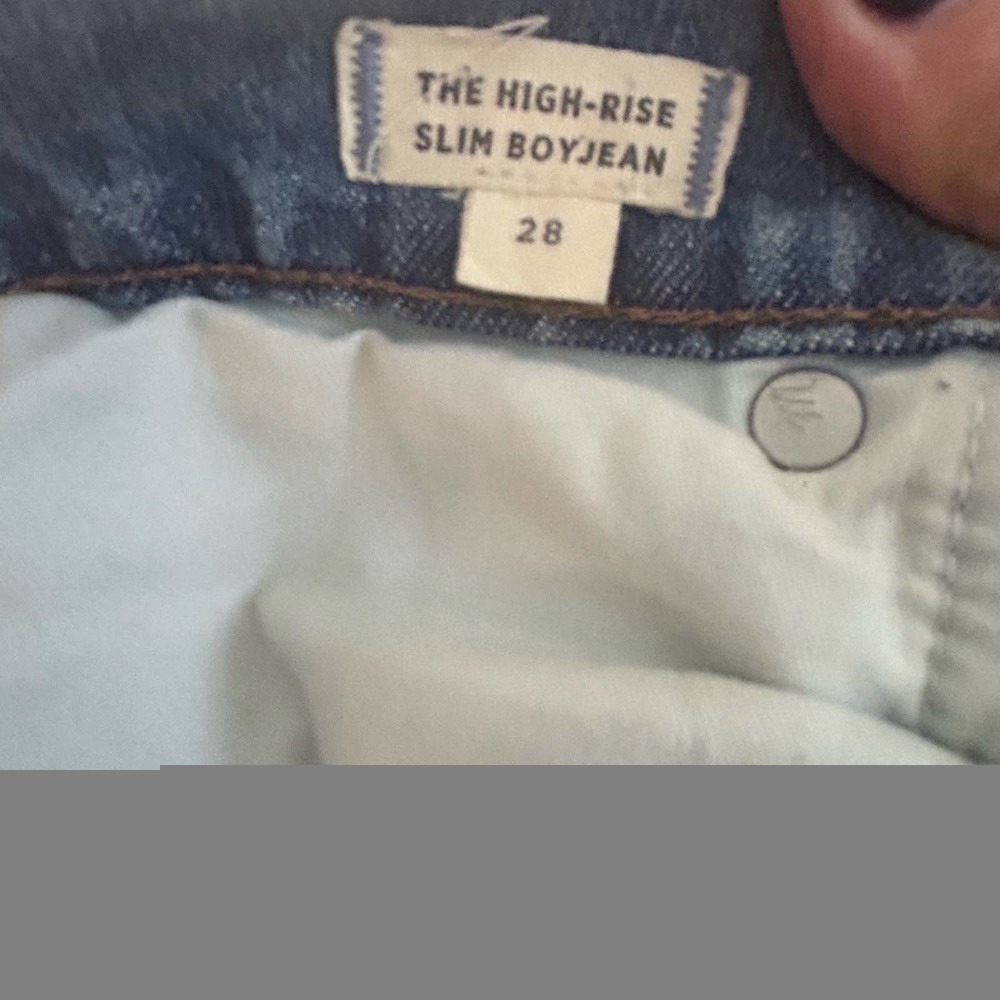 THE HIGH-RISE
SLIM BOYJEAN
28